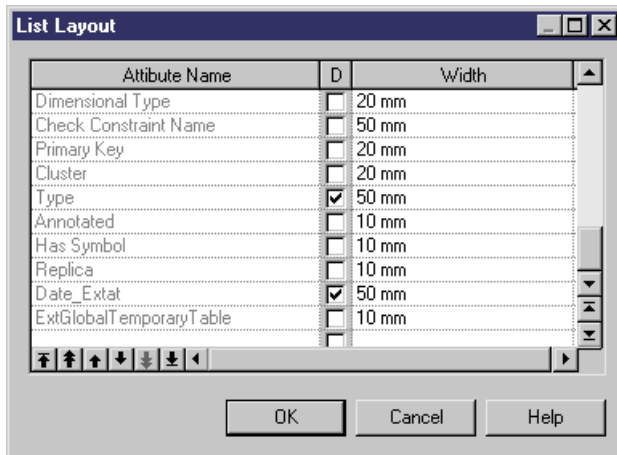 List Layout
Attibute Name D Width
Dimensional Type 20 mm
Check Constraint Name 50 mm
Primary Key 20 mm
Cluster 20 mm
Type 50 mm
Annotated 10 mm
Has Symbol 10 mm
Replica 10 mm
Date_Extat 50 mm
ExtGlobalTemporaryTable 10 mm
OK Cancel Help